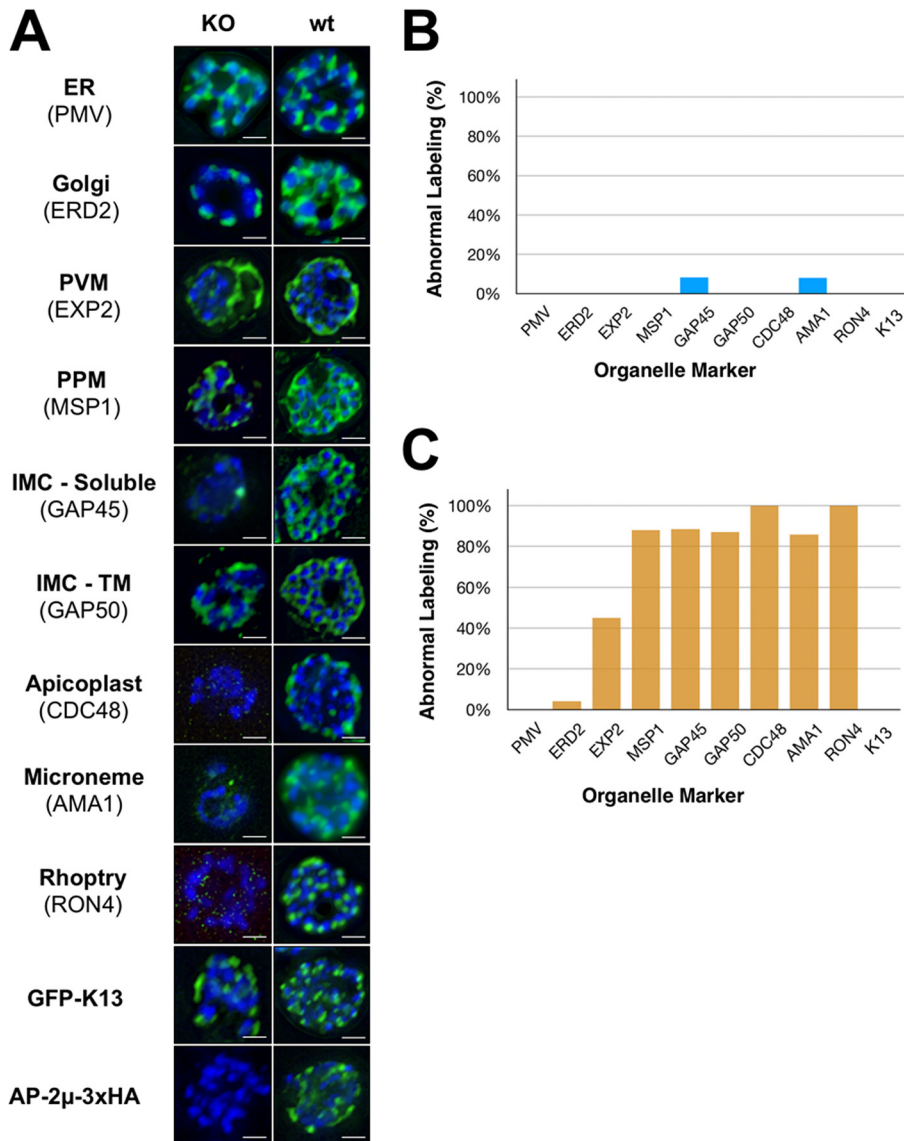 A
KO
wt
ER
(PMV)
Golgi
(ERD2)
PVM
(EXP2)
PPM
(MSP1)
IMC - Soluble
(GAP45)
IMC - TM
(GAP50)
Apicoplast
(CDC48)
Microneme
(AMA1)
Rhoptry
(RON4)
GFP-K13
AP-2μ-3xHA
B
Abnormal Labeling (%)
100%
80%
60%
40%
20%
0%
PMV
ERD2
EXP2
MSP1
GAP45
GAP50
CDC48
AMA1
RON4
K13
Organelle Marker
C
Abnormal Labeling (%)
100%
80%
60%
40%
20%
0%
PMV
ERD2
EXP2
MSP1
GAP45
GAP50
CDC48
AMA1
RON4
K13
Organelle Marker